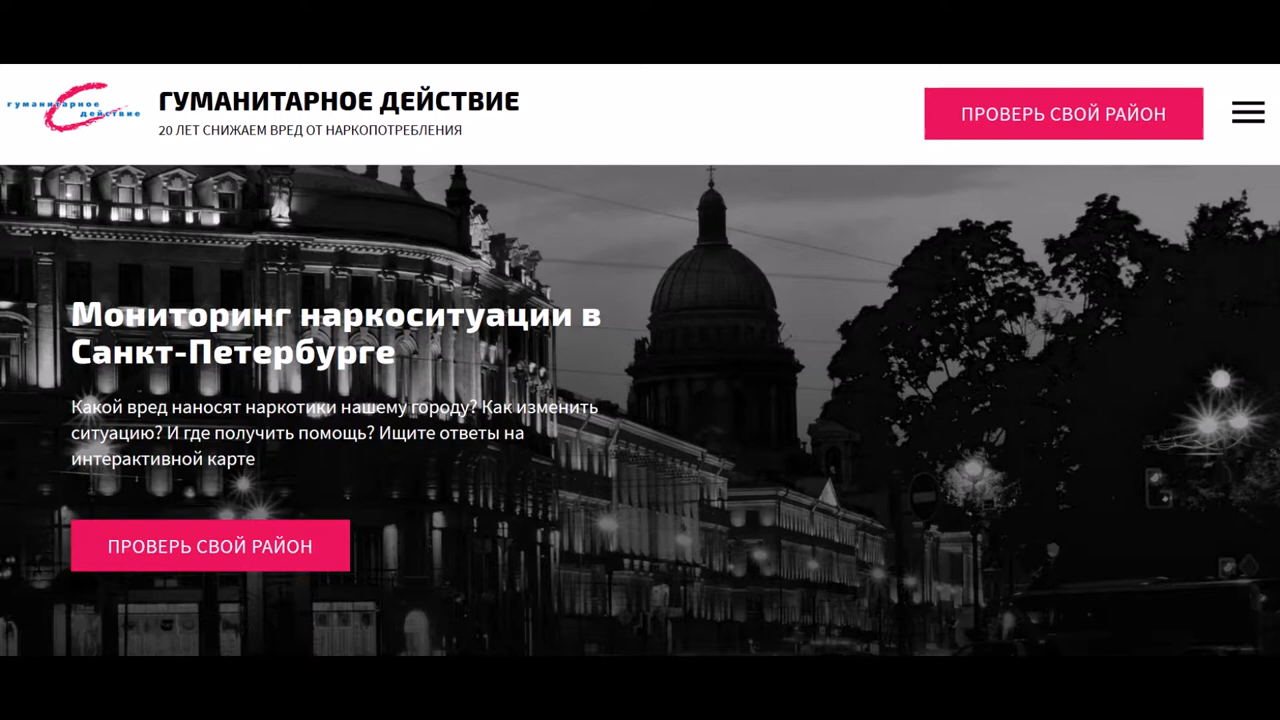 гуманитарное
действие
ГУМАНИТАРНОЕ ДЕЙСТВИЕ
20 ЛЕТ СНИЖАЕМ ВРЕД ОТ НАРКОПОТРЕБЛЕНИЯ
ПРОВЕРЬ СВОЙ РАЙОН
Мониторинг наркоситуации в
Санкт-Петербурге
Какой вред наносят наркотики нашему городу? Как изменить
ситуацию? И где получить помощь? Ищите ответы на
интерактивной карте
ПРОВЕРЬ СВОЙ РАЙОН